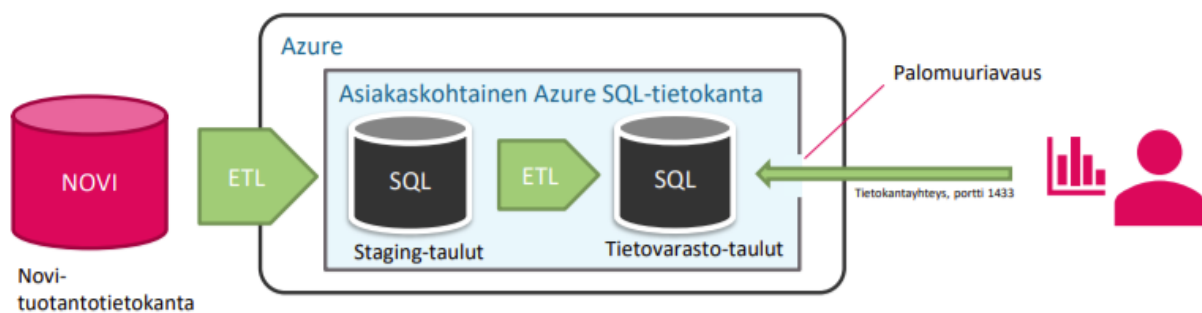 Azure
Palomuuriavaus
Asiakaskohtainen Azure SQL-tietokanta
NOVI
ETL
SQL
ETL
SQL
Tietokantayhteys, portti 1433
Staging-taulut
Tietovarasto-taulut
Novi-
tuotantotietokanta